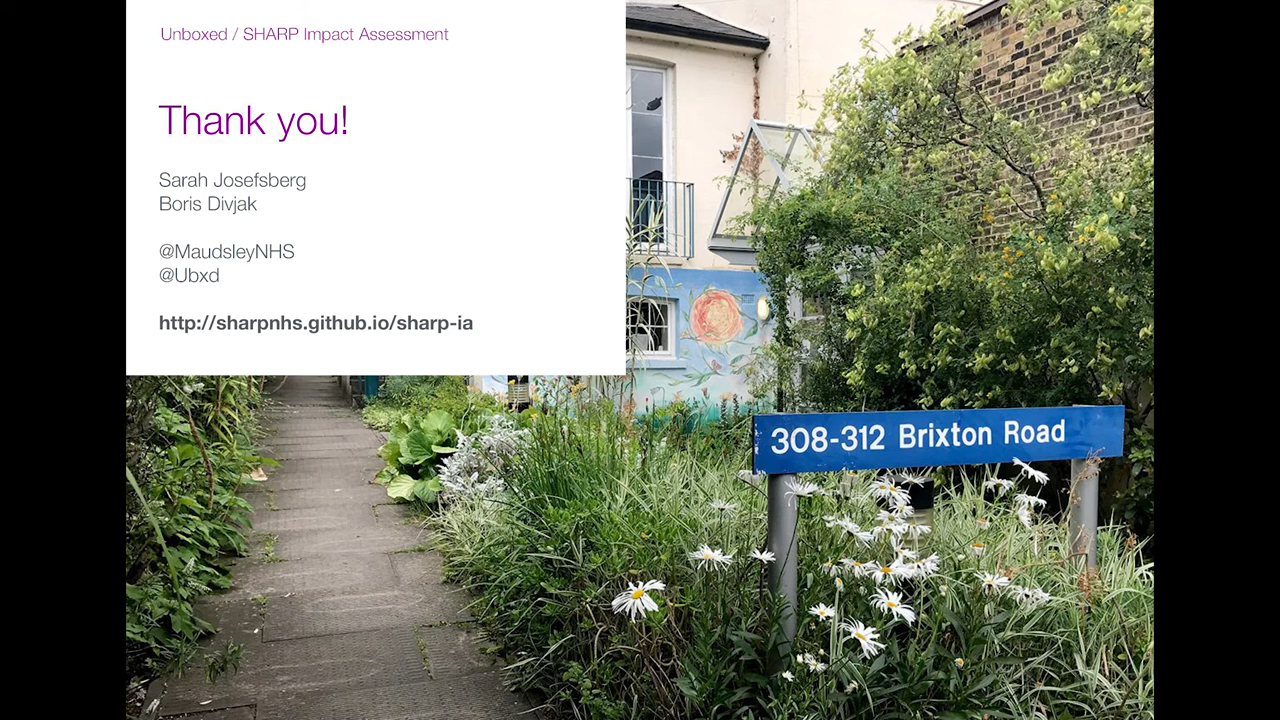 Unboxed / SHARP Impact Assessment
Thank you!
Sarah Josefsberg
Boris Divjak
@MaudsleyNHS
@Ubxd
http://sharpnhs.github.io/sharp-ia
308-312 Brixton Road